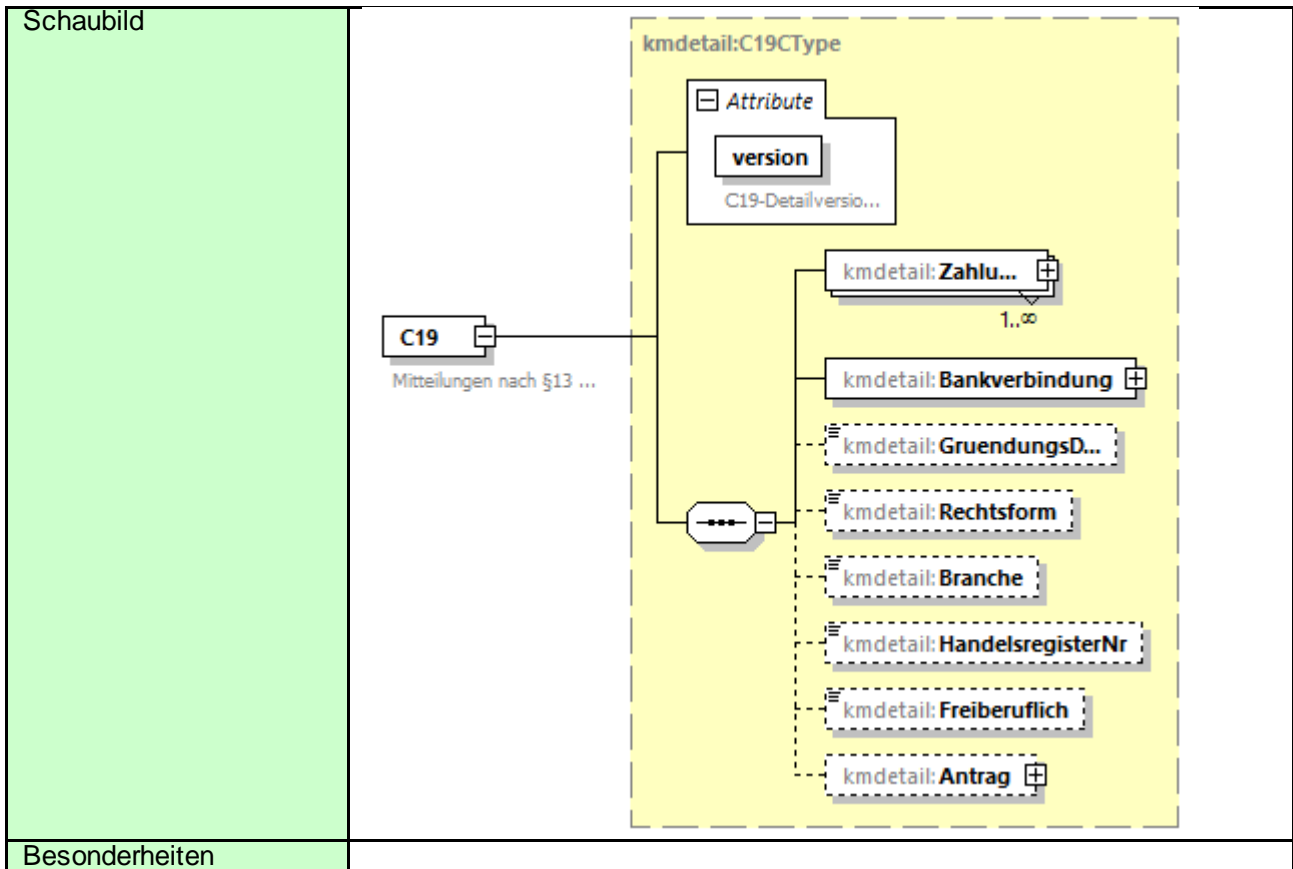 Schaubild
kmdetail:C19CType
Attribute
version
C19-Detailversio...
kmdetail:Zahlu...
1..∞
C19
Mitteilungen nach §13 ...
kmdetail:Bankverbindung
kmdetail:GruendungsD...
kmdetail:Rechtsform
kmdetail:Branche
kmdetail:HandelsregisterNr
kmdetail:Freiberuflich
kmdetail:Antrag
Besonderheiten